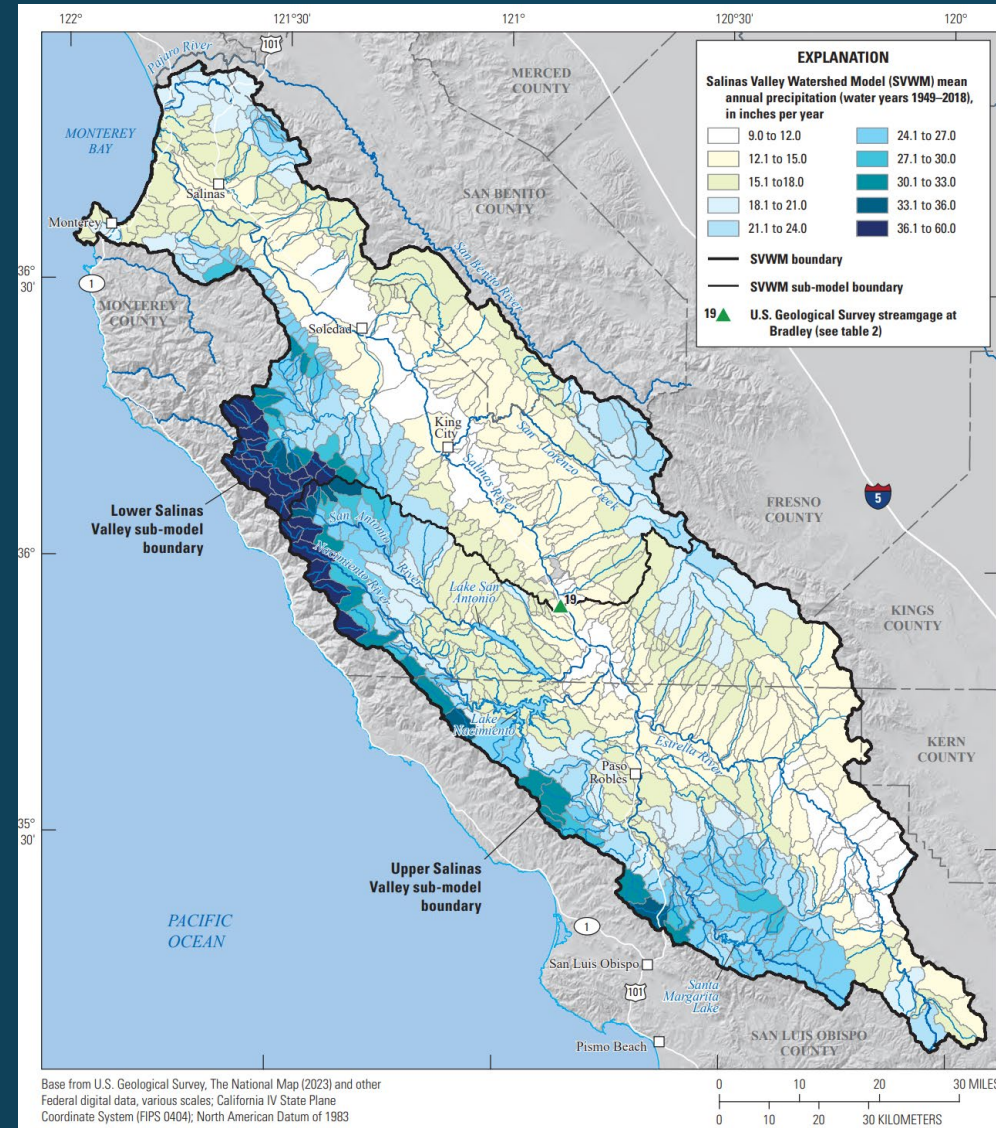 122°
121°30'
121°
120°30'
120°
101
Pajaro River
MERCED
COUNTY
EXPLANATION
Salinas Valley Watershed Model (SVWM) mean
annual precipitation (water years 1949–2018),
in inches per year
9.0 to 12.0
12.1 to 15.0
15.1 to18.0
18.1 to 21.0
21.1 to 24.0
24.1 to 27.0
27.1 to 30.0
30.1 to 33.0
33.1 to 36.0
36.1 to 60.0
SVWM boundary
SVWM sub-model boundary
19 U.S. Geological Survey streamgage at
Bradley (see table 2)
MONTEREY
BAY
Salinas
SAN BENITO
COUNTY
Monterey
San Benito River
36°
30'
1
MONTEREY
COUNTY
Soledad
King
City
San Lorenzo
Creek
Salinas River
5
FRESNO
COUNTY
Lower Salinas
Valley sub-model
boundary
36°
San Antonio
River
Nacimiento River
Lake San
Antonio
19
KINGS
COUNTY
Lake
Nacimiento
Estrella River
KERN
COUNTY
Paso
Robles
35°
30'
Upper Salinas
Valley sub-model
boundary
PACIFIC
OCEAN
1
San Luis Obispo
101
Santa
Margarita
Lake
SAN LUIS OBISPO
COUNTY
Pismo Beach
Base from U.S. Geological Survey, The National Map (2023) and other
Federal digital data, various scales; California IV State Plane
Coordinate System (FIPS 0404); North American Datum of 1983
0 10 20 30 MILES
0 10 20 30 KILOMETERS